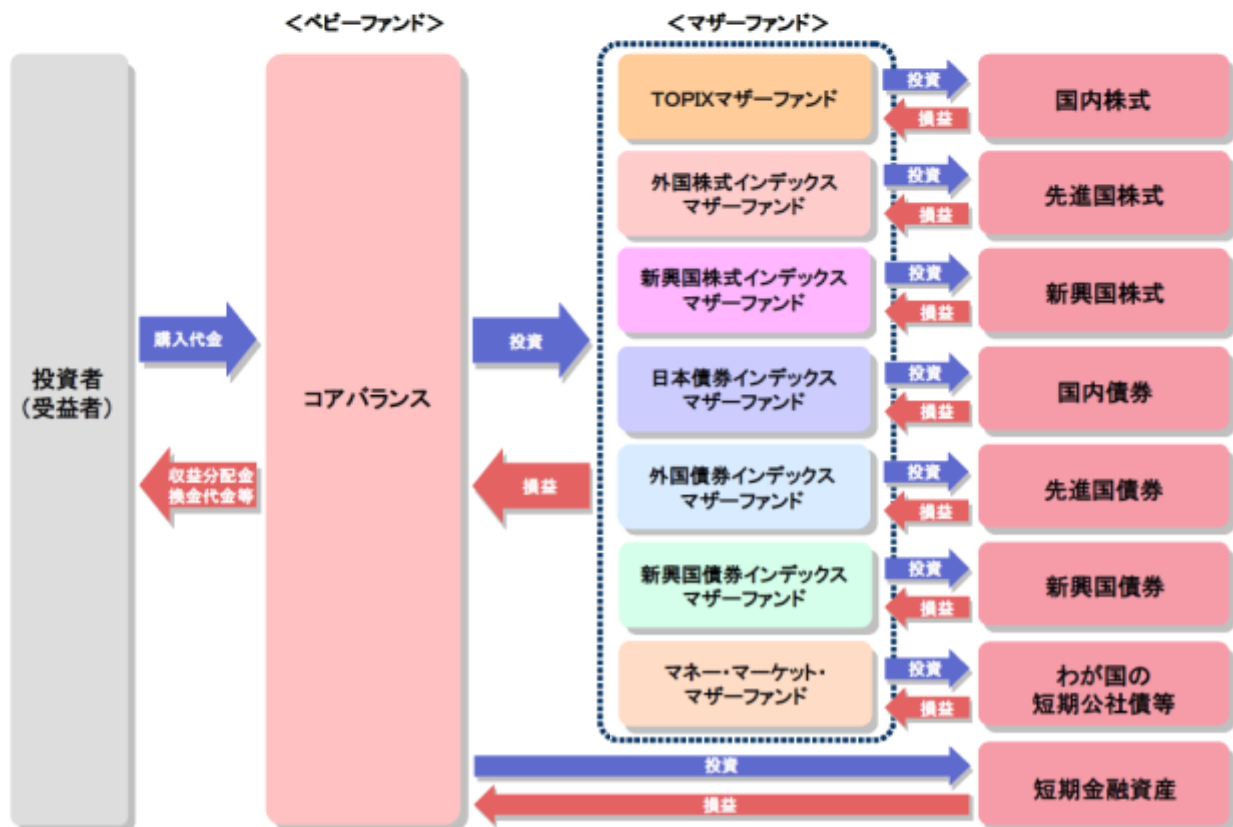 ＜ベビーファンド＞
＜マザーファンド＞
投資者
（受益者）
購入代金
収益分配金
換金代金等
コアバランス
投資
損益
TOPIXマザーファンド
投資
損益
国内株式
外国株式インデックス
マザーファンド
投資
損益
先進国株式
新興国株式インデックス
マザーファンド
投資
損益
新興国株式
日本債券インデックス
マザーファンド
投資
損益
国内債券
外国債券インデックス
マザーファンド
投資
損益
先進国債券
新興国債券インデックス
マザーファンド
投資
損益
新興国債券
マネー・マーケット・
マザーファンド
投資
損益
わが国の
短期公社債等
投資
損益
短期金融資産